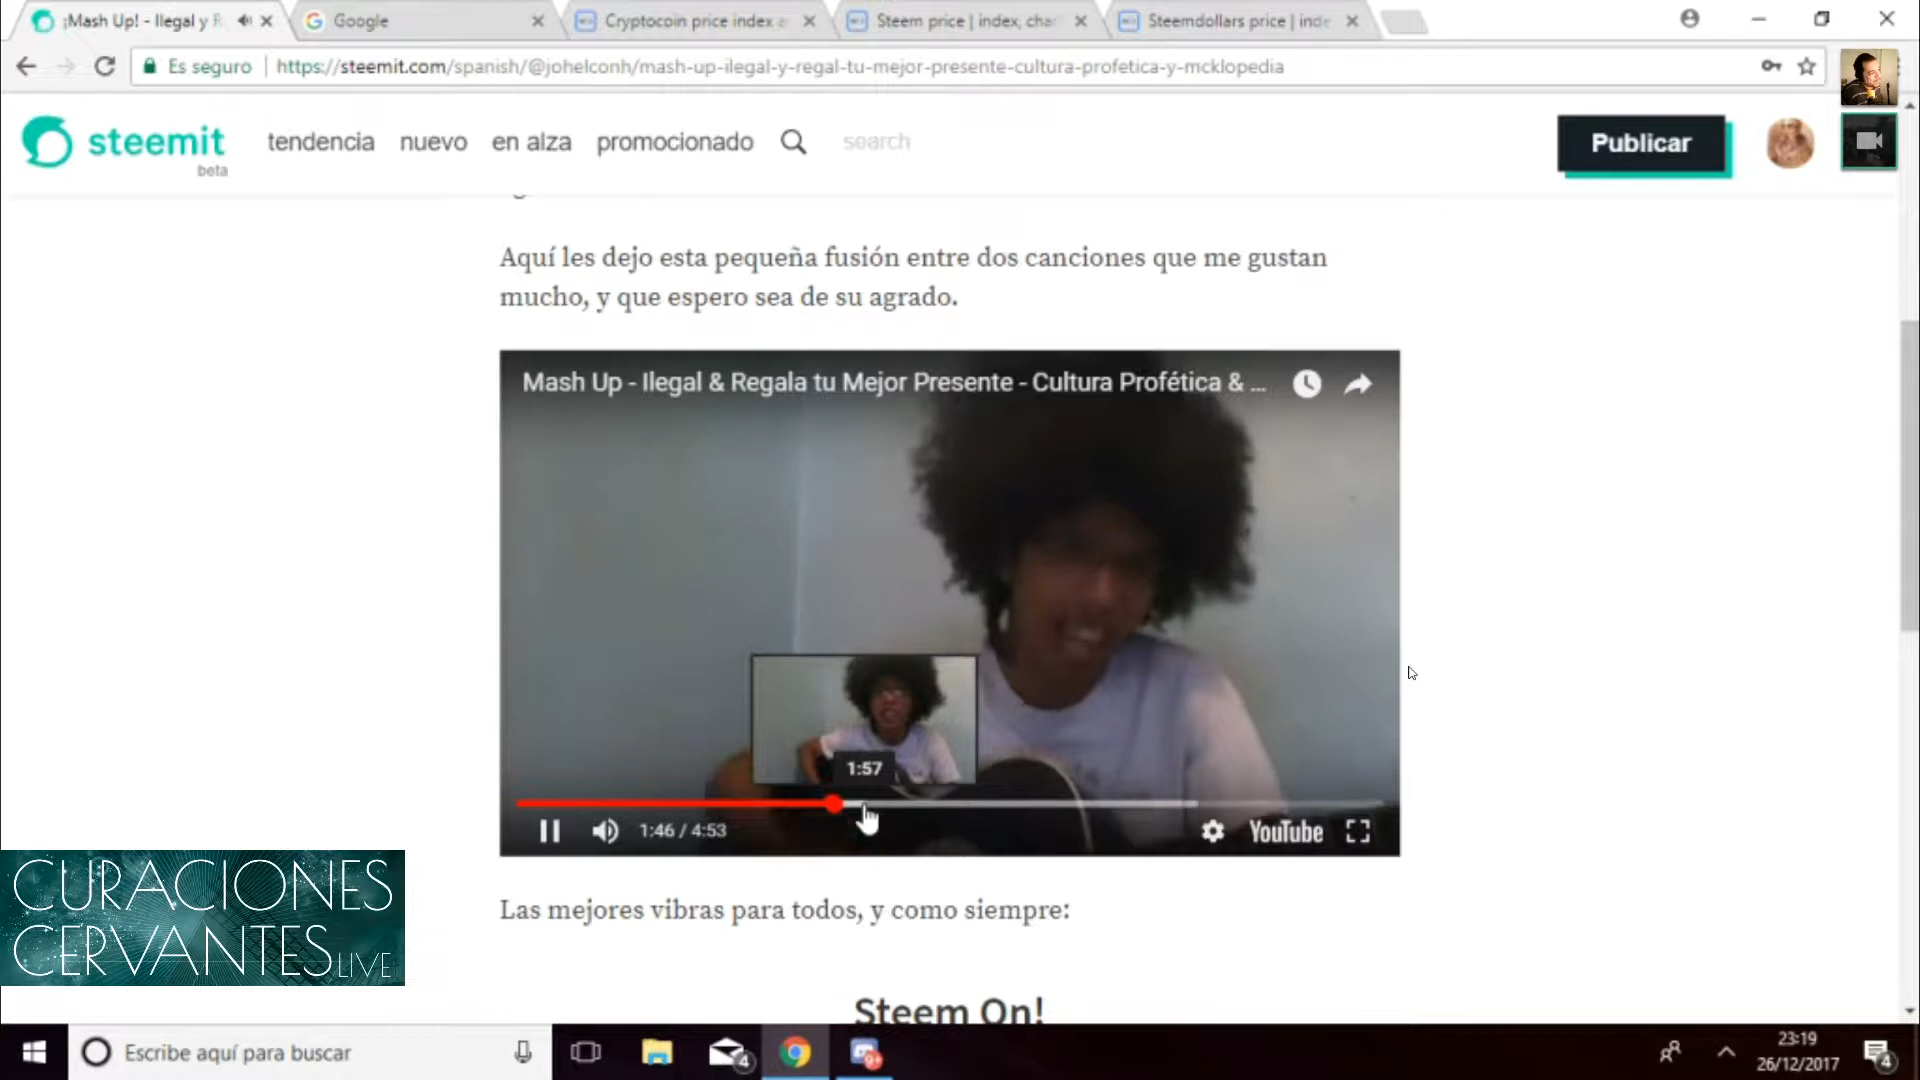 ¡Mash Up! - Ilegal y R
Google
Cryptocoin price index a
Steem price | index, cha
Steemdollars price | inde
Es seguro
https://steemit.com/spanish/@johelconh/mash-up-ilegal-y-regal-tu-mejor-presente-cultura-profetica-y-mcklopedia
steemit
beta
tendencia
nuevo
en alza
promocionado
search
Publicar
Aquí les dejo esta pequeña fusión entre dos canciones que me gustan
mucho, y que espero sea de su agrado.
Mash Up - Ilegal & Regala tu Mejor Presente - Cultura Profética & ...
1:57
1:46 / 4:53
YouTube
Las mejores vibras para todos, y como siempre:
CURACIONES
CERVANTES LIVE
Steem On!
Escribe aquí para buscar
4
9+
23:19
26/12/2017
4